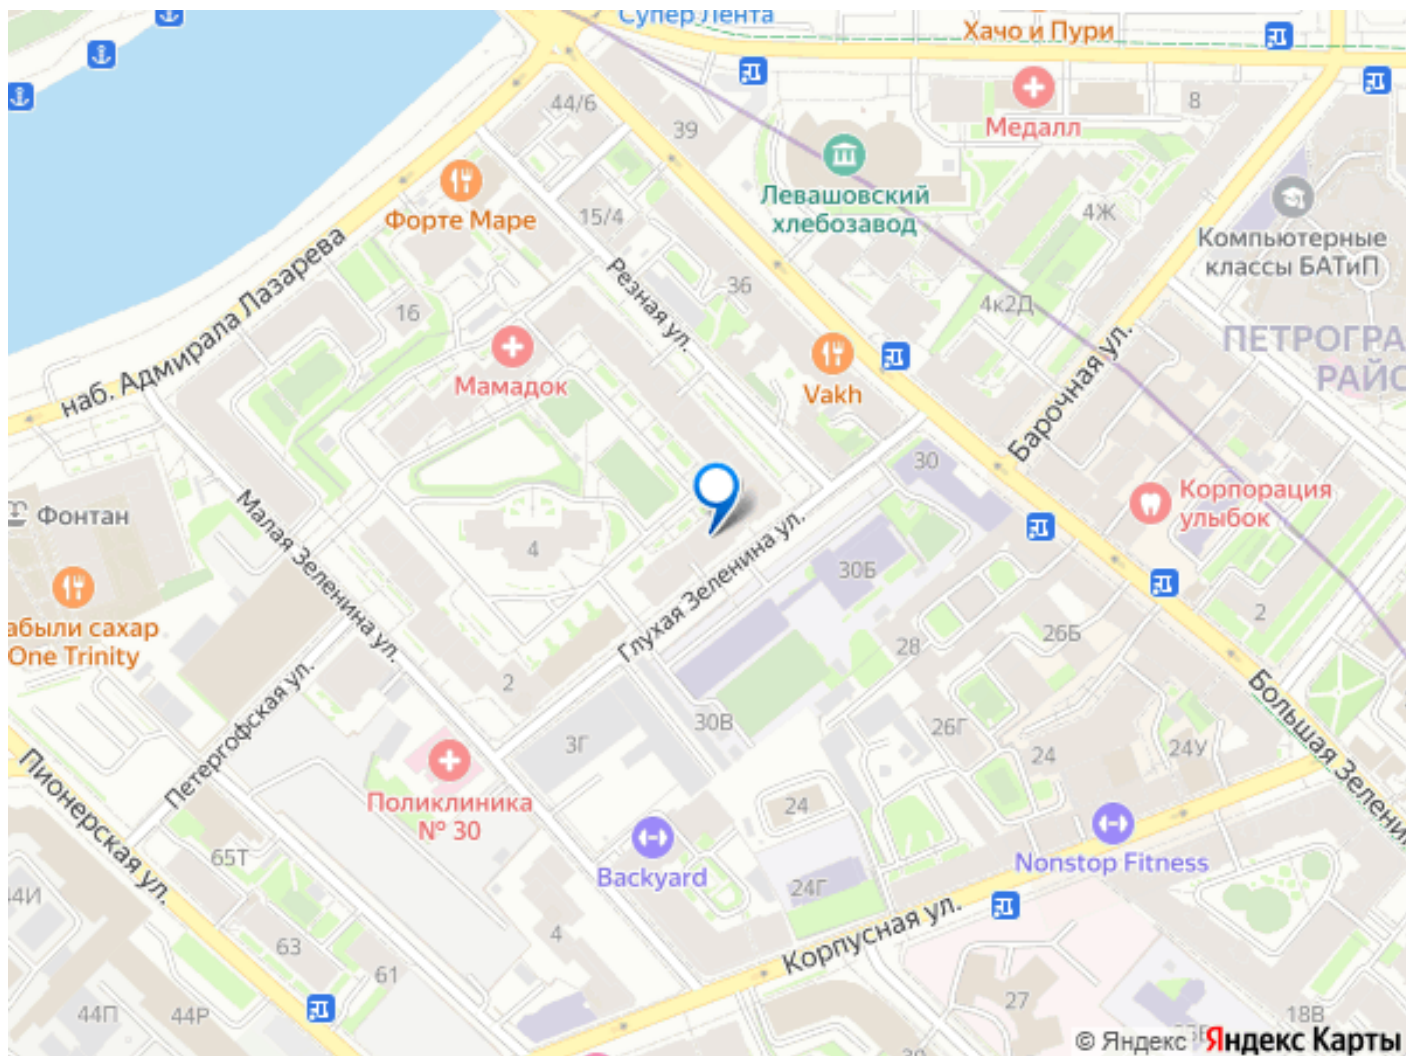 Супер Лента
Хачо и Пури
44/6
39
Медалл
8
Форте Маре
15/4
Левашовский
хлебозавод
4Ж
Компьютерные
классы БАТиП
наб. Адмирала Лазарева
16
Резная ул.
36
4к2Д
ПЕТРОГРА
РАЙС
Мамадок
Vakh
Барочная ул.
30
Корпорация
улыбок
Фонтан
Малая Зеленина ул.
4
Глухая Зеленина ул.
30Б
абыли сахар
One Trinity
28
26Б
2
Петергофская ул.
2
30В
3Г
26Г
24
24У
Большая Зелени
Пионерская ул.
Поликлиника
№ 30
24
65Т
Backyard
Nonstop Fitness
24Г
44И
4
Корпусная ул.
63
61
44П
44Р
27
18В
© Яндекс Яндекс Карты